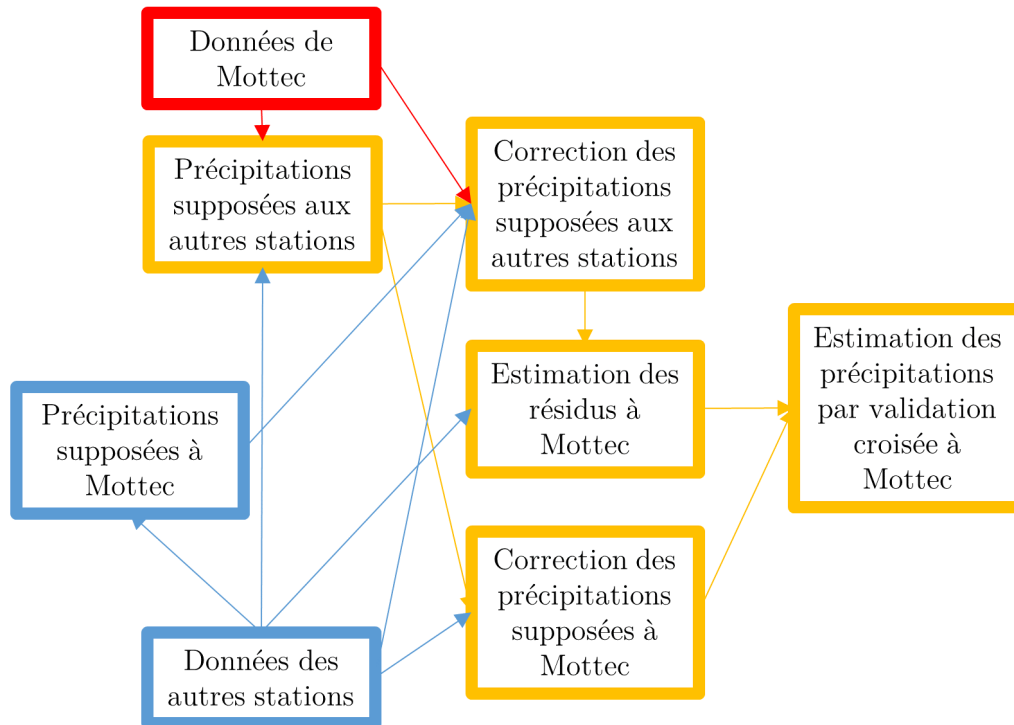 Données de
Mottec
Précipitations
supposées aux
autres stations
Correction des
précipitations
supposées aux
autres stations
Précipitations
supposées à
Mottec
Estimation des
résidus à
Mottec
Estimation des
précipitations
par validation
croisée à
Mottec
Données des
autres stations
Correction des
précipitations
supposées à
Mottec